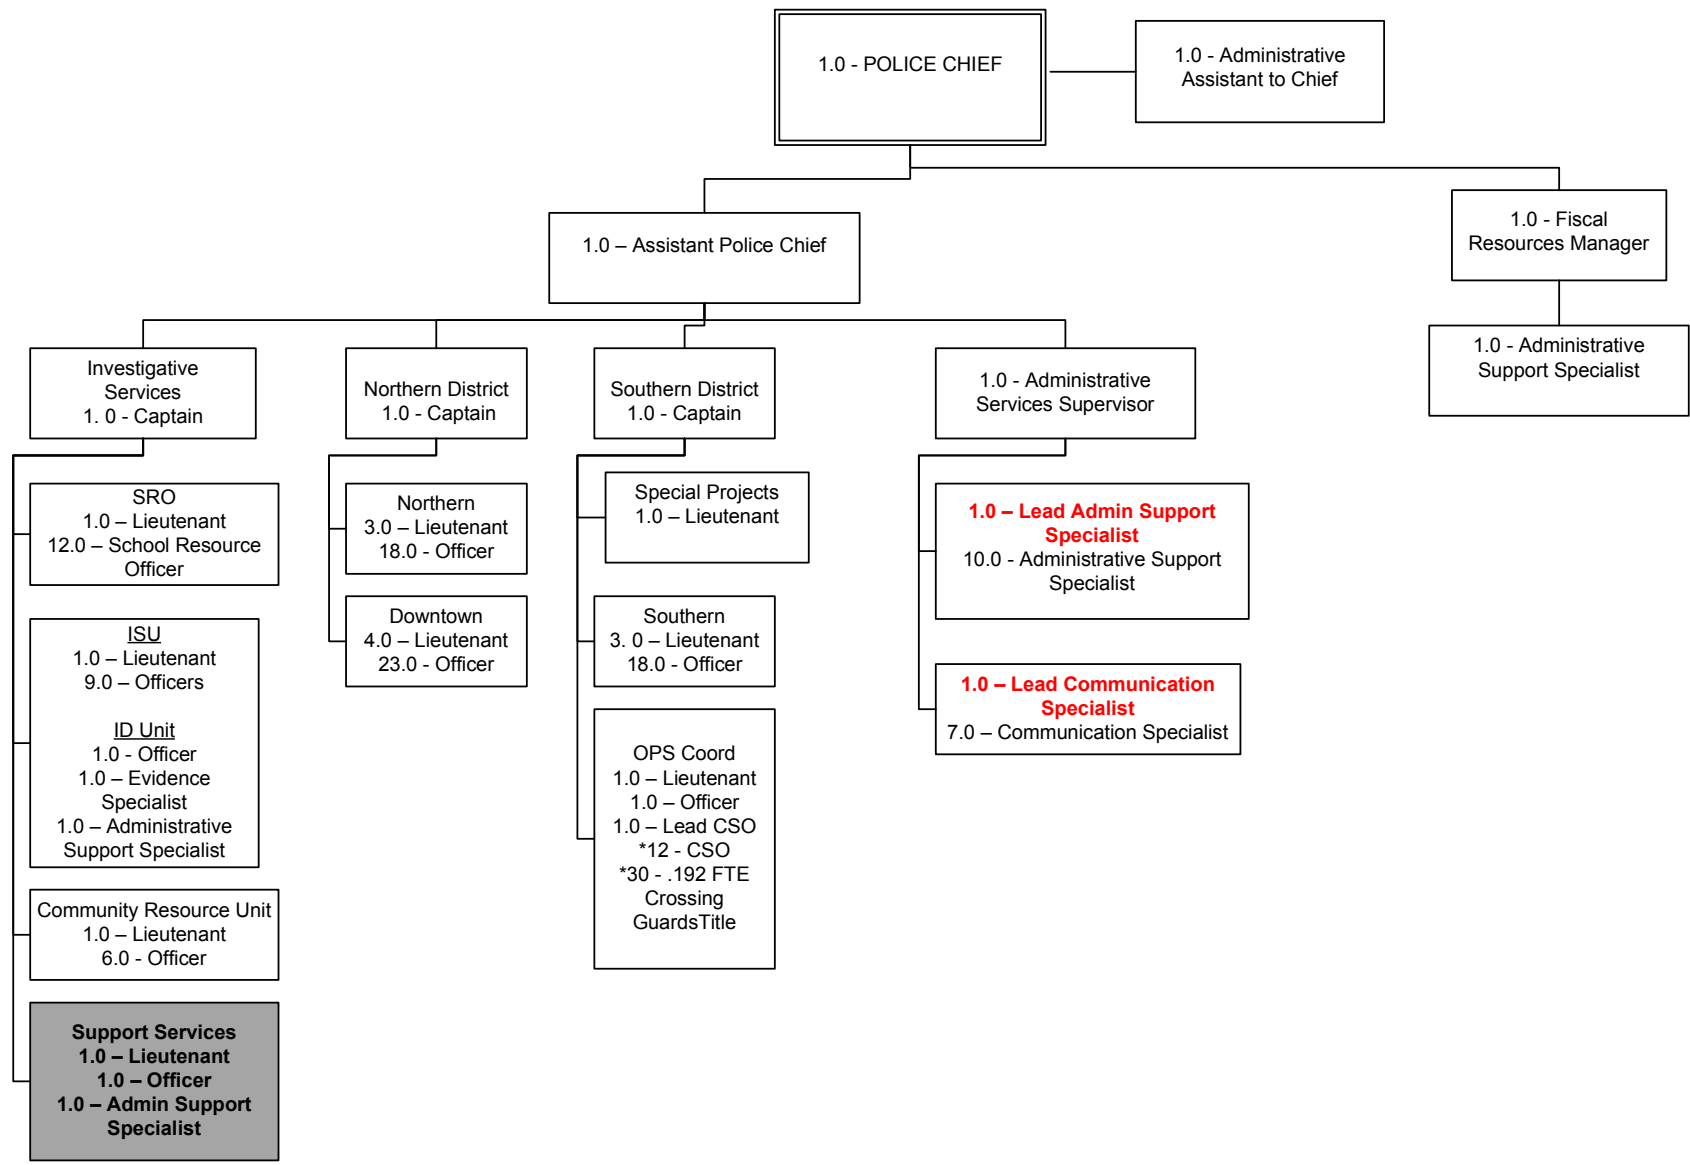 1.0 - POLICE CHIEF
1.0 - Administrative
Assistant to Chief
1.0 – Assistant Police Chief
1.0 - Fiscal
Resources Manager
1.0 - Administrative
Support Specialist
Investigative
Services
1. 0 - Captain
Northern District
1.0 - Captain
Southern District
1.0 - Captain
1.0 - Administrative
Services Supervisor
SRO
1.0 – Lieutenant
12.0 – School Resource
Officer
ISU
1.0 – Lieutenant
9.0 – Officers
ID Unit
1.0 - Officer
1.0 – Evidence
Specialist
1.0 – Administrative
Support Specialist
Community Resource Unit
1.0 – Lieutenant
6.0 - Officer
Support Services
1.0 – Lieutenant
1.0 – Officer
1.0 – Admin Support
Specialist
Northern
3.0 – Lieutenant
18.0 - Officer
Downtown
4.0 – Lieutenant
23.0 - Officer
Special Projects
1.0 – Lieutenant
Southern
3. 0 – Lieutenant
18.0 - Officer
OPS Coord
1.0 – Lieutenant
1.0 – Officer
1.0 – Lead CSO
*12 - CSO
*30 - .192 FTE
Crossing
GuardsTitle
1.0 – Lead Admin Support
Specialist
10.0 - Administrative Support
Specialist
1.0 – Lead Communication
Specialist
7.0 – Communication Specialist